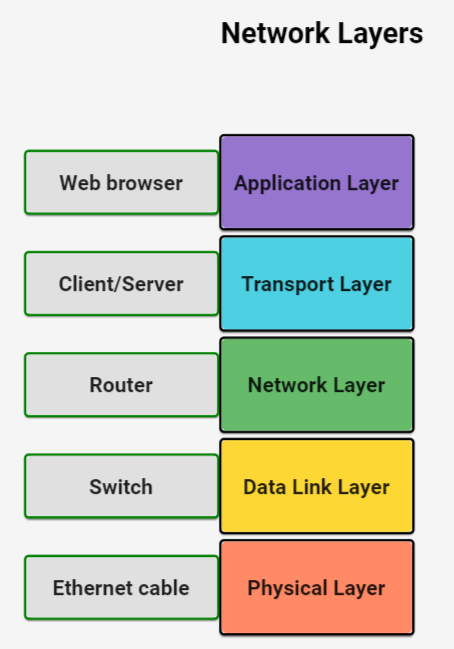 Network Layers
Web browser
Application Layer
Client/Server
Transport Layer
Router
Network Layer
Switch
Data Link Layer
Ethernet cable
Physical Layer